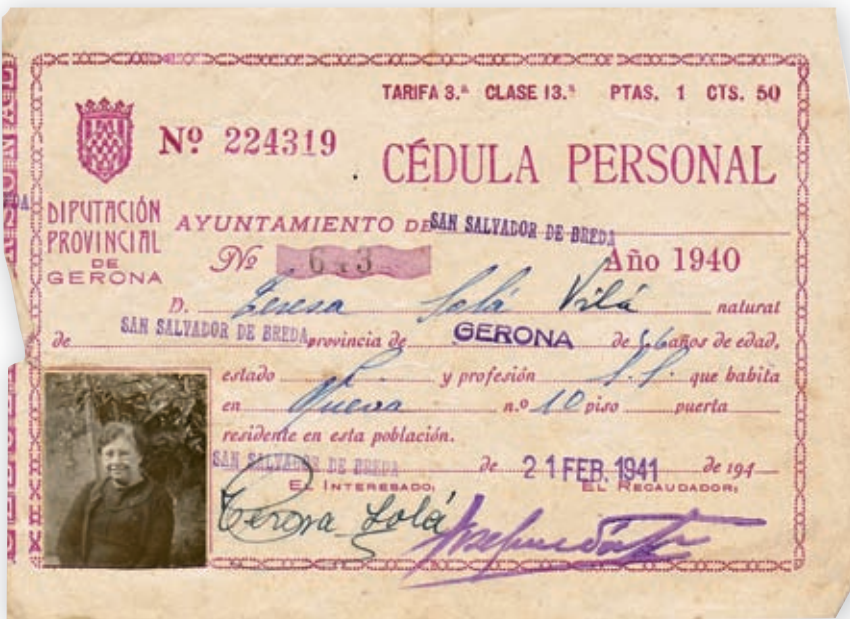 TARIFA 3.ª CLASE 13.ª PTAS. 1 CTS. 50
Nº 224319
CÉDULA PERSONAL
DIPUTACIÓN
PROVINCIAL
DE
GERONA
AYUNTAMIENTO DE SAN SALVADOR DE BREDA
Nº 643 Año 1940
D. Teresa Solá Vilá natural
de SAN SALVADOR DE BREDA provincia de GERONA de años de edad,
estado y profesión S.L. que habita
en Nueva n.º 10 piso puerta
residente en esta población.
SAN SALVADOR DE BREDA de 21 FEB. 1941 de 194
EL INTERESADO, EL RECAUDADOR,
Teresa Solá